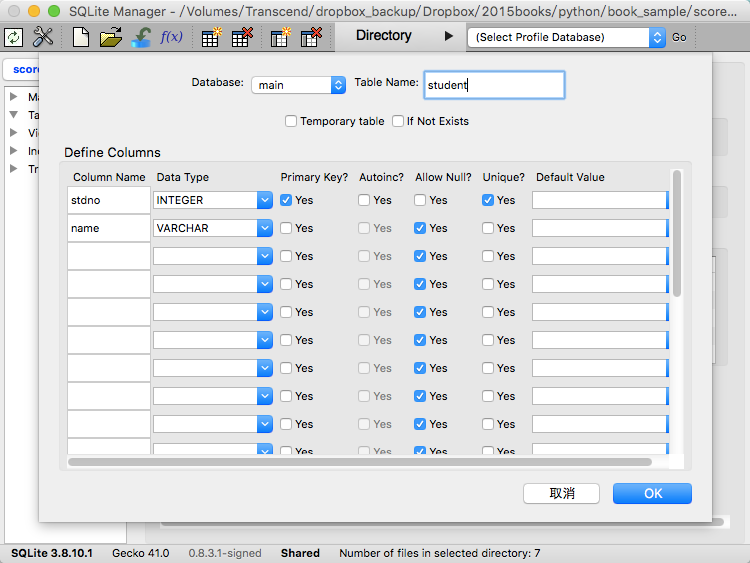 SQLite Manager - /Volumes/Transcend/dropbox_backup/Dropbox/2015books/python/book_sample/score...
f(x) Directory (Select Profile Database) Go
score
Database: main Table Name: student
Ma
Ta
Vi
In
Tr
Temporary table If Not Exists
Define Columns
Column Name Data Type Primary Key? Autoinc? Allow Null? Unique? Default Value
stdno INTEGER Yes Yes Yes Yes
name VARCHAR Yes Yes Yes Yes
Yes Yes Yes Yes
Yes Yes Yes Yes
Yes Yes Yes Yes
Yes Yes Yes Yes
Yes Yes Yes Yes
Yes Yes Yes Yes
Yes Yes Yes Yes
Yes Yes Yes Yes
取消 OK
SQLite 3.8.10.1 Gecko 41.0 0.8.3.1-signed Shared Number of files in selected directory: 7